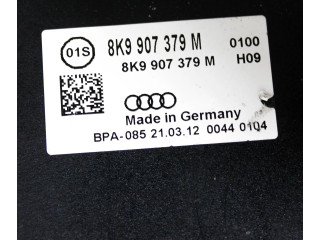 01S 8K9 907 379 M 0100
8K9 907 379 M H09
Made in Germany
BPA-085 21.03.12 0044 0104